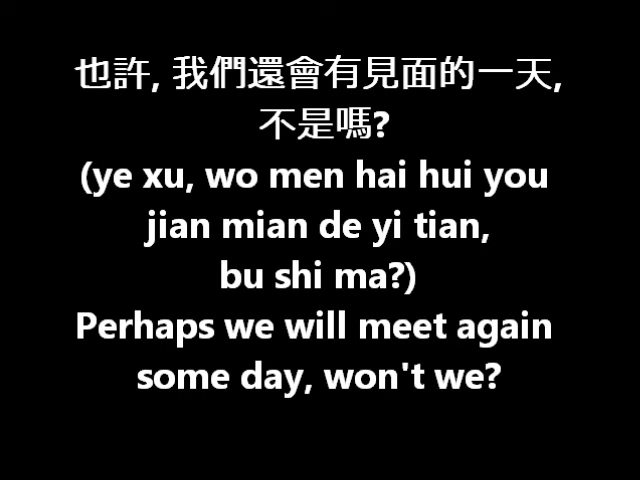 也許, 我們還會有見面的一天,
不是嗎?
(ye xu, wo men hai hui you
jian mian de yi tian,
bu shi ma?)
Perhaps we will meet again
some day, won't we?